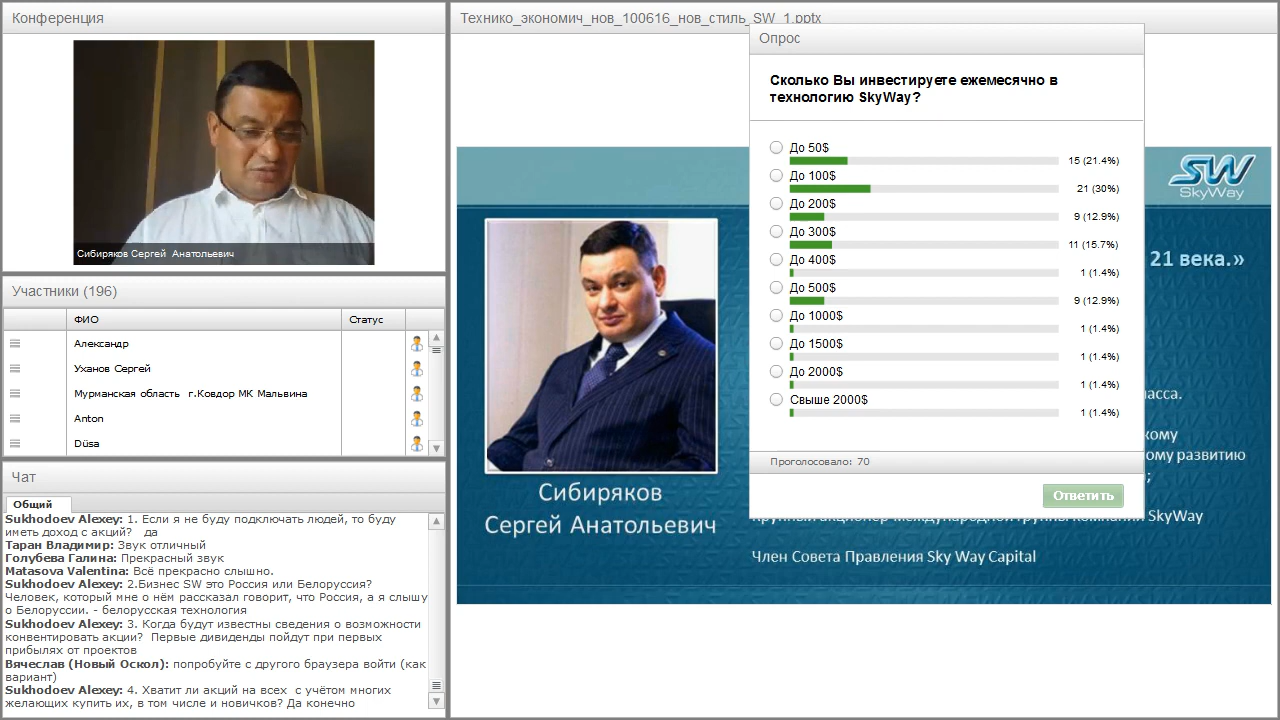 Конференция
Сибиряков Сергей  Анатольевич
Участники (196)
ФИО
Статус
Александр
Уханов Сергей
Мурманская область  г.Ковдор МК Мальвина
Anton
Düsa
Чат
Общий
Sukhodoev Alexey: 1. Если я не буду подключать людей, то буду
иметь доход с акций?   да
Таран Владимир: Звук отличный
Голубева Галина: Прекрасный звук
Matasova Valentina: Всё прекрасно слышно.
Sukhodoev Alexey: 2.Бизнес SW это Россия или Белоруссия?
Человек, который мне о нём рассказал говорит, что Россия, а я слышу
о Белоруссии. - белорусская технология
Sukhodoev Alexey: 3. Когда будут известны сведения о возможности
конвентировать акции?  Первые дивиденды пойдут при первых
прибылях от проектов
Вячеслав (Новый Оскол): попробуйте с другого браузера войти (как
вариант)
Sukhodoev Alexey: 4. Хватит ли акций на всех  с учётом многих
желающих купить их, в том числе и новичков? Да конечно
Технико_экономич_нов_100616_нов_стиль_SW_1.pptx
Опрос
Сколько Вы инвестируете ежемесячно в
технологию SkyWay?
До 50$
15 (21.4%)
До 100$
21 (30%)
До 200$
9 (12.9%)
До 300$
11 (15.7%)
До 400$
1 (1.4%)
До 500$
9 (12.9%)
До 1000$
1 (1.4%)
До 1500$
1 (1.4%)
До 2000$
1 (1.4%)
Свыше 2000$
1 (1.4%)
Проголосовало: 70
Ответить
SW
SkyWay
21 века.»
Сибиряков
Сергей Анатольевич
развитию
SkyWay
Член Совета Правления Sky Way Capital